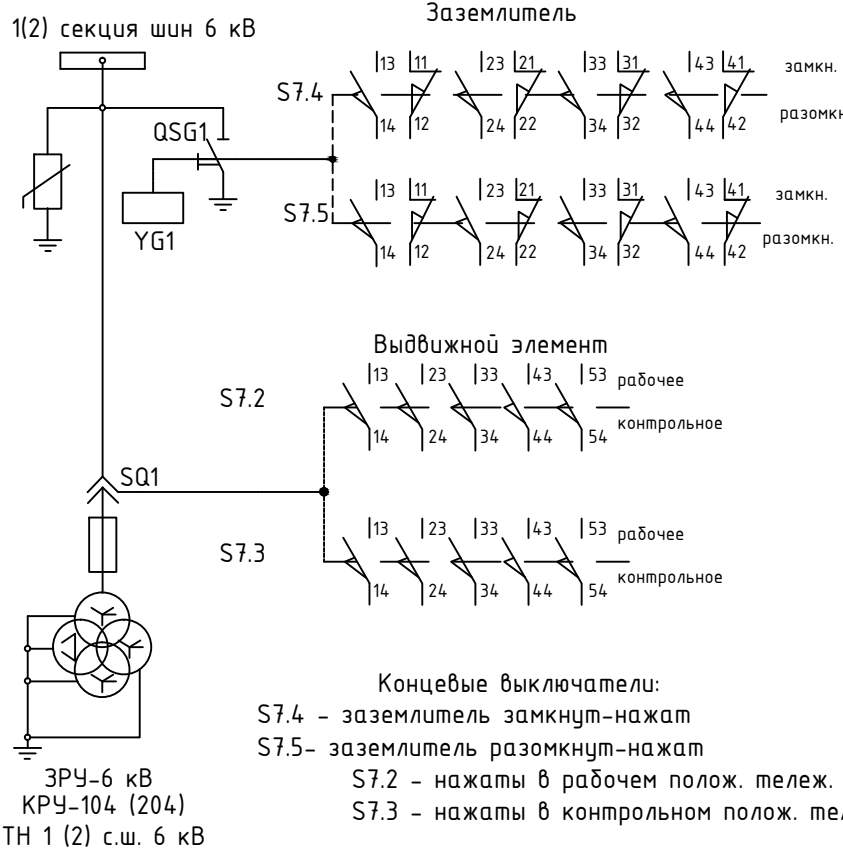 Заземлитель
1(2) секция шин 6 кВ
13 11 23 21 33 31 43 41 замкн.
S7.4
разомкн
14 12 24 22 34 32 44 42
QSG1
13 11 23 21 33 31 43 41 замкн.
S7.5
YG1
14 12 24 22 34 32 44 42 разомкн.
Выдвижной элемент
13 23 33 43 53 рабочее
S7.2
14 24 34 44 54 контрольное
SQ1
13 23 33 43 53 рабочее
S7.3
14 24 34 44 54 контрольное
Концевые выключатели:
S7.4 - заземлитель замкнут-нажат
S7.5- заземлитель разомкнут-нажат
S7.2 - нажаты в рабочем полож. тележ.
S7.3 - нажаты в контрольном полож.
ЗРУ-6 кВ
КРУ-104 (204)
ТН 1 (2) с.ш. 6 кВ